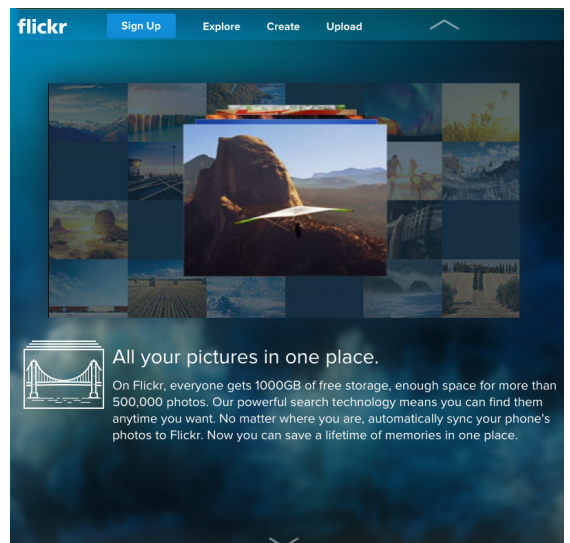 flickr
Sign Up
Explore
Create
Upload
All your pictures in one place.
On Flickr, everyone gets 1000GB of free storage, enough space for more than
500,000 photos. Our powerful search technology means you can find them
anytime you want. No matter where you are, automatically sync your phone's
photos to Flickr. Now you can save a lifetime of memories in one place.